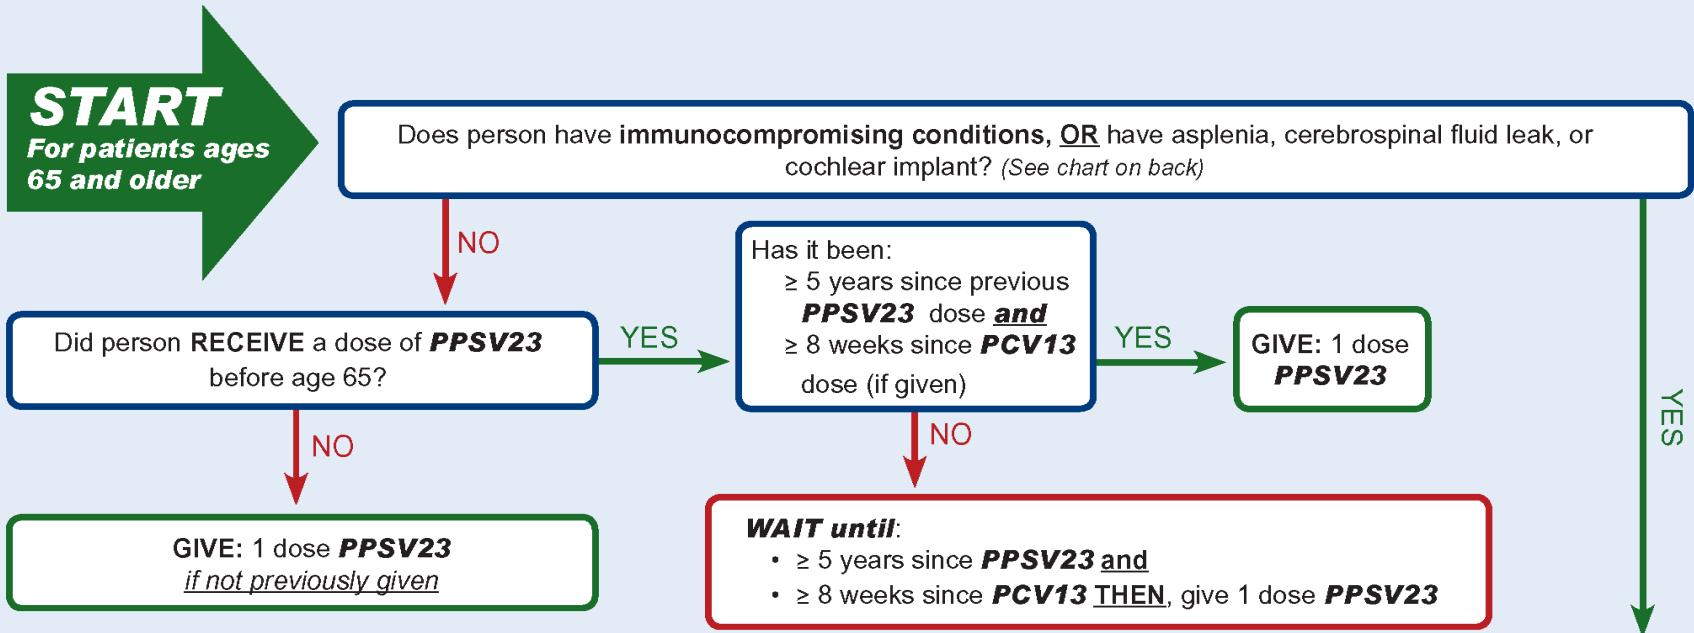 START
For patients ages
65 and older
Does person have immunocompromising conditions, OR have asplenia, cerebrospinal fluid leak, or
cochlear implant? (See chart on back)
NO
Did person RECEIVE a dose of PPSV23
before age 65?
YES
Has it been:
≥ 5 years since previous
PPSV23 dose and
≥ 8 weeks since PCV13
dose (if given)
YES
GIVE: 1 dose
PPSV23
YES
NO
GIVE: 1 dose PPSV23
if not previously given
NO
WAIT until:
• ≥ 5 years since PPSV23 and
• ≥ 8 weeks since PCV13 THEN, give 1 dose PPSV23